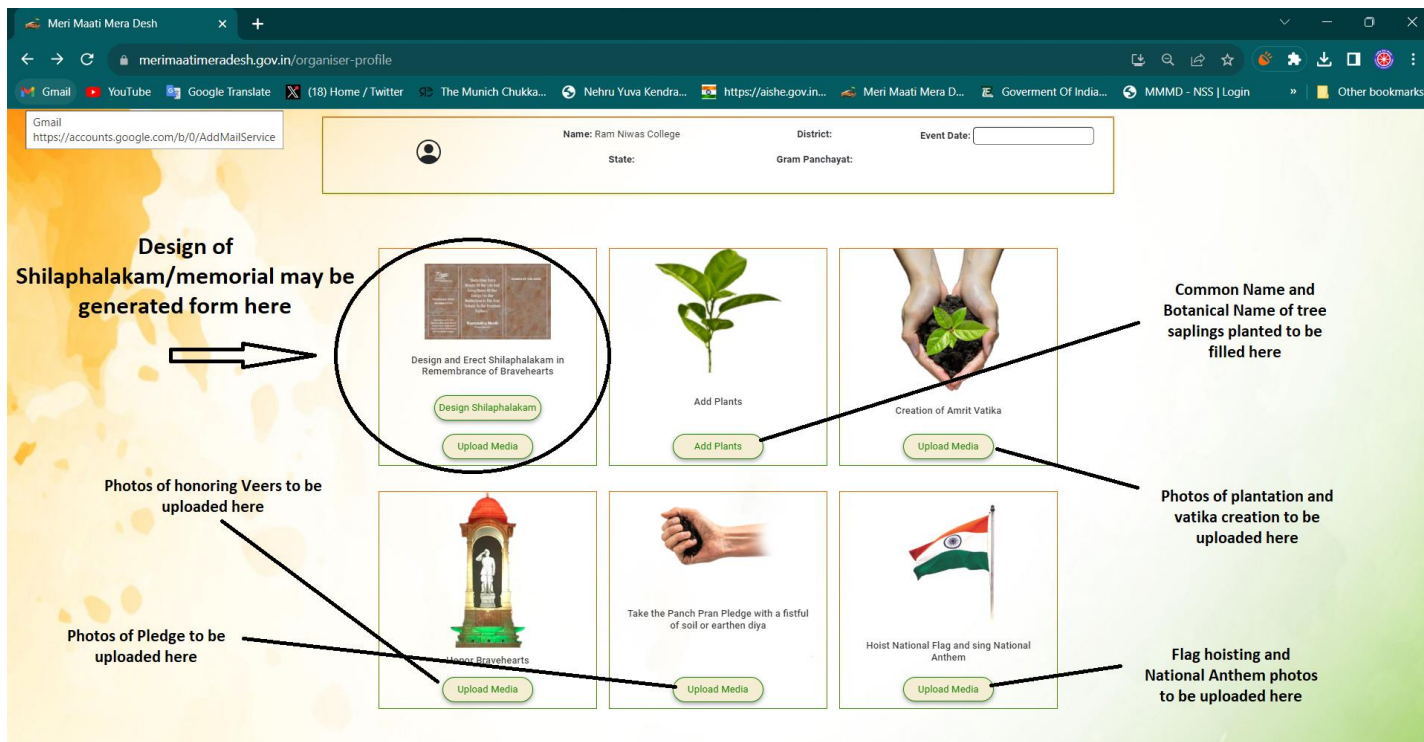 Meri Maati Mera Desh
merimaatimeradesh.gov.in/organiser-profile
Gmail YouTube Google Translate (18) Home / Twitter The Munich Chukka... Nehru Yuva Kendra... https://aishe.gov.in... Meri Maati Mera D... Goverment Of India... MMMD - NSS | Login » Other bookmarks
Gmail
https://accounts.google.com/b/0/AddMailService
Name: Ram Niwas College District: Event Date:
State: Gram Panchayat:
Design of
Shilaphalakam/memorial may be
generated form here
Design and Erect Shilaphalakam in
Remembrance of Bravehearts
Design Shilaphalakam
Upload Media
Add Plants
Add Plants
Creation of Amrit Vatika
Upload Media
Common Name and
Botanical Name of tree
saplings planted to be
filled here
Photos of honoring Veers to be
uploaded here
Photos of plantation and
vatika creation to be
uploaded here
Honor Bravehearts
Upload Media
Take the Panch Pran Pledge with a fistful
of soil or earthen diya
Upload Media
Hoist National Flag and sing National
Anthem
Upload Media
Photos of Pledge to be
uploaded here
Flag hoisting and
National Anthem photos
to be uploaded here